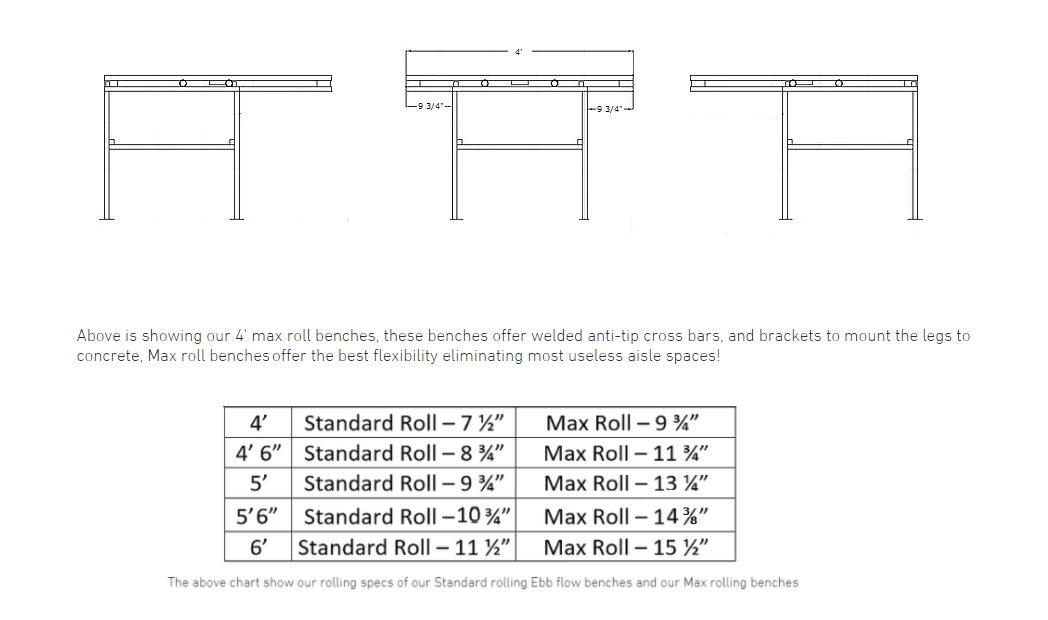 4'
9 3/4"
9 3/4"
Above is showing our 4' max roll benches, these benches offer welded anti-tip cross bars, and brackets to mount the legs to
concrete, Max roll benches offer the best flexibility eliminating most useless aisle spaces!
4’ Standard Roll – 7 ½” Max Roll – 9 ¾”
4’ 6” Standard Roll – 8 ¾” Max Roll – 11 ¾”
5’ Standard Roll – 9 ¾” Max Roll – 13 ¼”
5’6” Standard Roll –10 ¾” Max Roll – 14 ⅜”
6’ Standard Roll – 11 ½” Max Roll – 15 ½”
The above chart show our rolling specs of our Standard rolling Ebb flow benches and our Max rolling benches